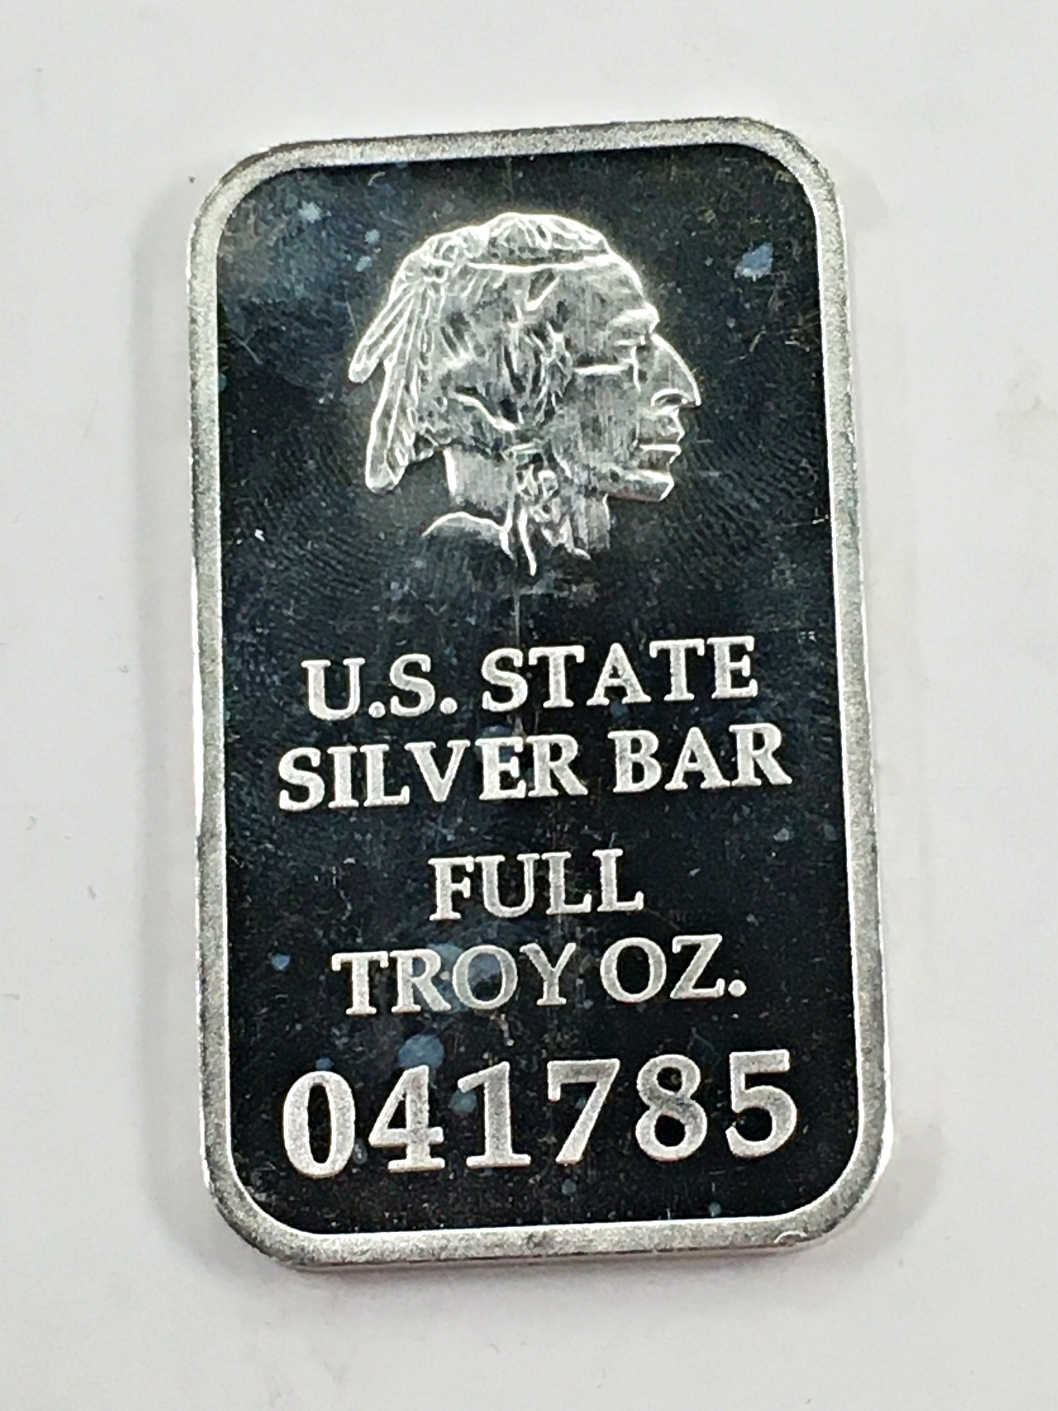 U.S. STATE
SILVER BAR
FULL
TROY OZ.
041785